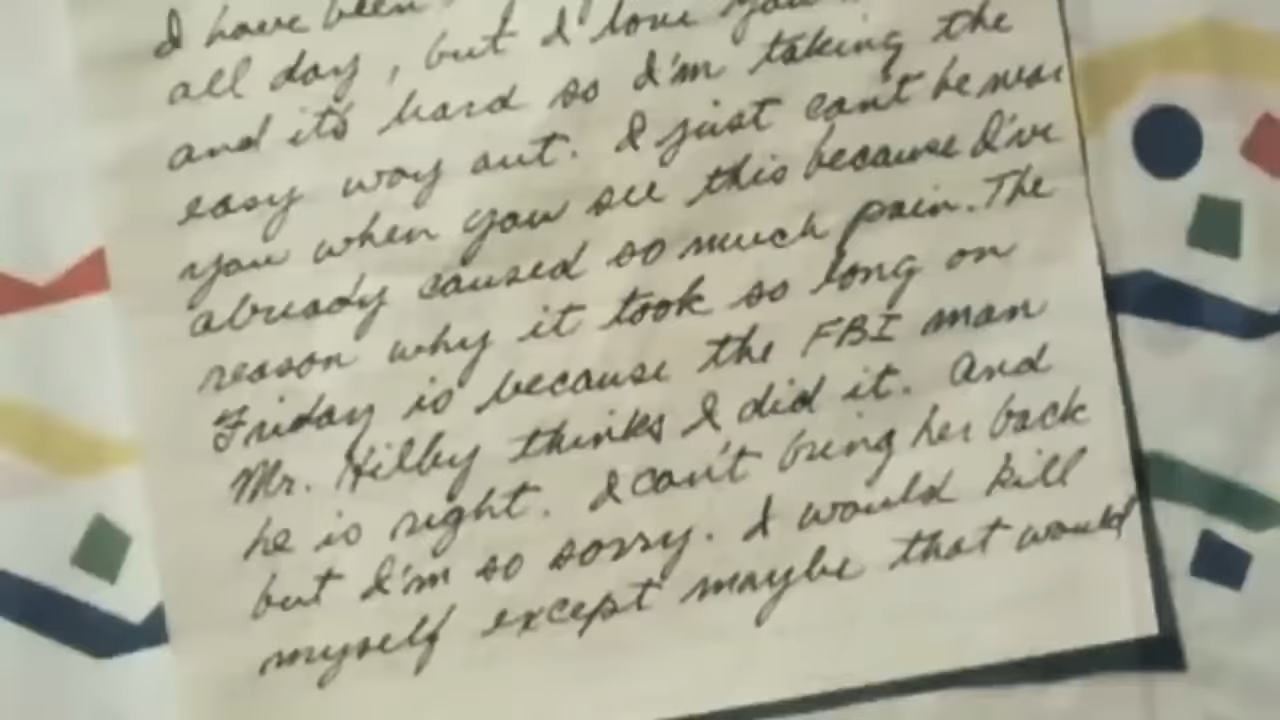 I have been
all day, but I love you
and it's hard so I'm taking the
easy way out. I just can't be near
you when you see this because I've
already caused so much pain. The
reason why it took so long on
Friday is because the FBI man
Mr. Hilby thinks I did it. And
he is right. I can't bring her back
but I'm so sorry. I would kill
myself except maybe that would